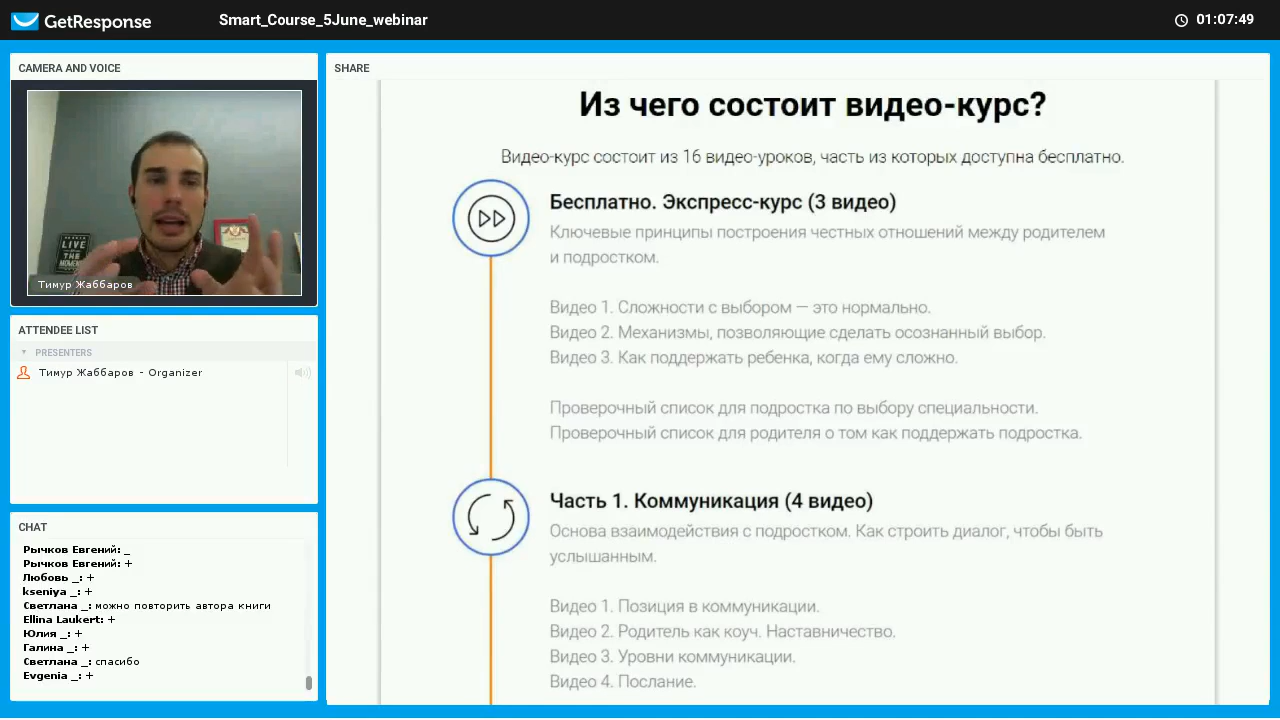 GetResponse
Smart_Course_5June_webinar
01:07:49
CAMERA AND VOICE
LIVE
THE
MOMENT
Тимур Жаббаров
ATTENDEE LIST
PRESENTERS
Тимур Жаббаров - Organizer
CHAT
Рычков Евгений: _
Рычков Евгений: +
Любовь _: +
kseniya _: +
Светлана _: можно повторить автора книги
Ellina Laukert: +
Юлия _: +
Галина _: +
Светлана _: спасибо
Evgenia _: +
SHARE
Из чего состоит видео-курс?
Видео-курс состоит из 16 видео-уроков, часть из которых доступна бесплатно.
Бесплатно. Экспресс-курс (3 видео)
Ключевые принципы построения честных отношений между родителем
и подростком.
Видео 1. Сложности с выбором — это нормально.
Видео 2. Механизмы, позволяющие сделать осознанный выбор.
Видео 3. Как поддержать ребенка, когда ему сложно.
Проверочный список для подростка по выбору специальности.
Проверочный список для родителя о том как поддержать подростка.
Часть 1. Коммуникация (4 видео)
Основа взаимодействия с подростком. Как строить диалог, чтобы быть
услышанным.
Видео 1. Позиция в коммуникации.
Видео 2. Родитель как коуч. Наставничество.
Видео 3. Уровни коммуникации.
Видео 4. Послание.